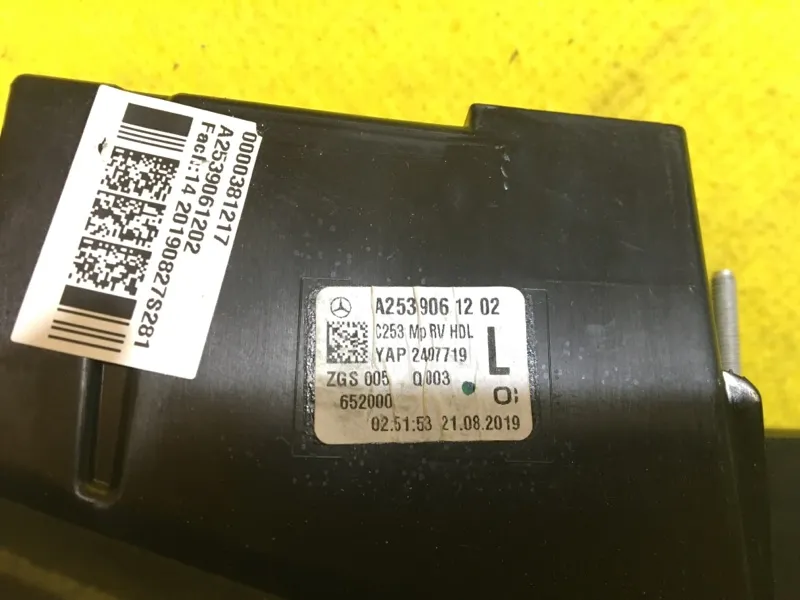 0000381217
A2539061202
Fact.:14 20190827S281
A253 906 12 02
C253 Mp RV HDL
YAP 2407719
L
ZGS 005 Q 003
652000
02:51:53 21.08.2019